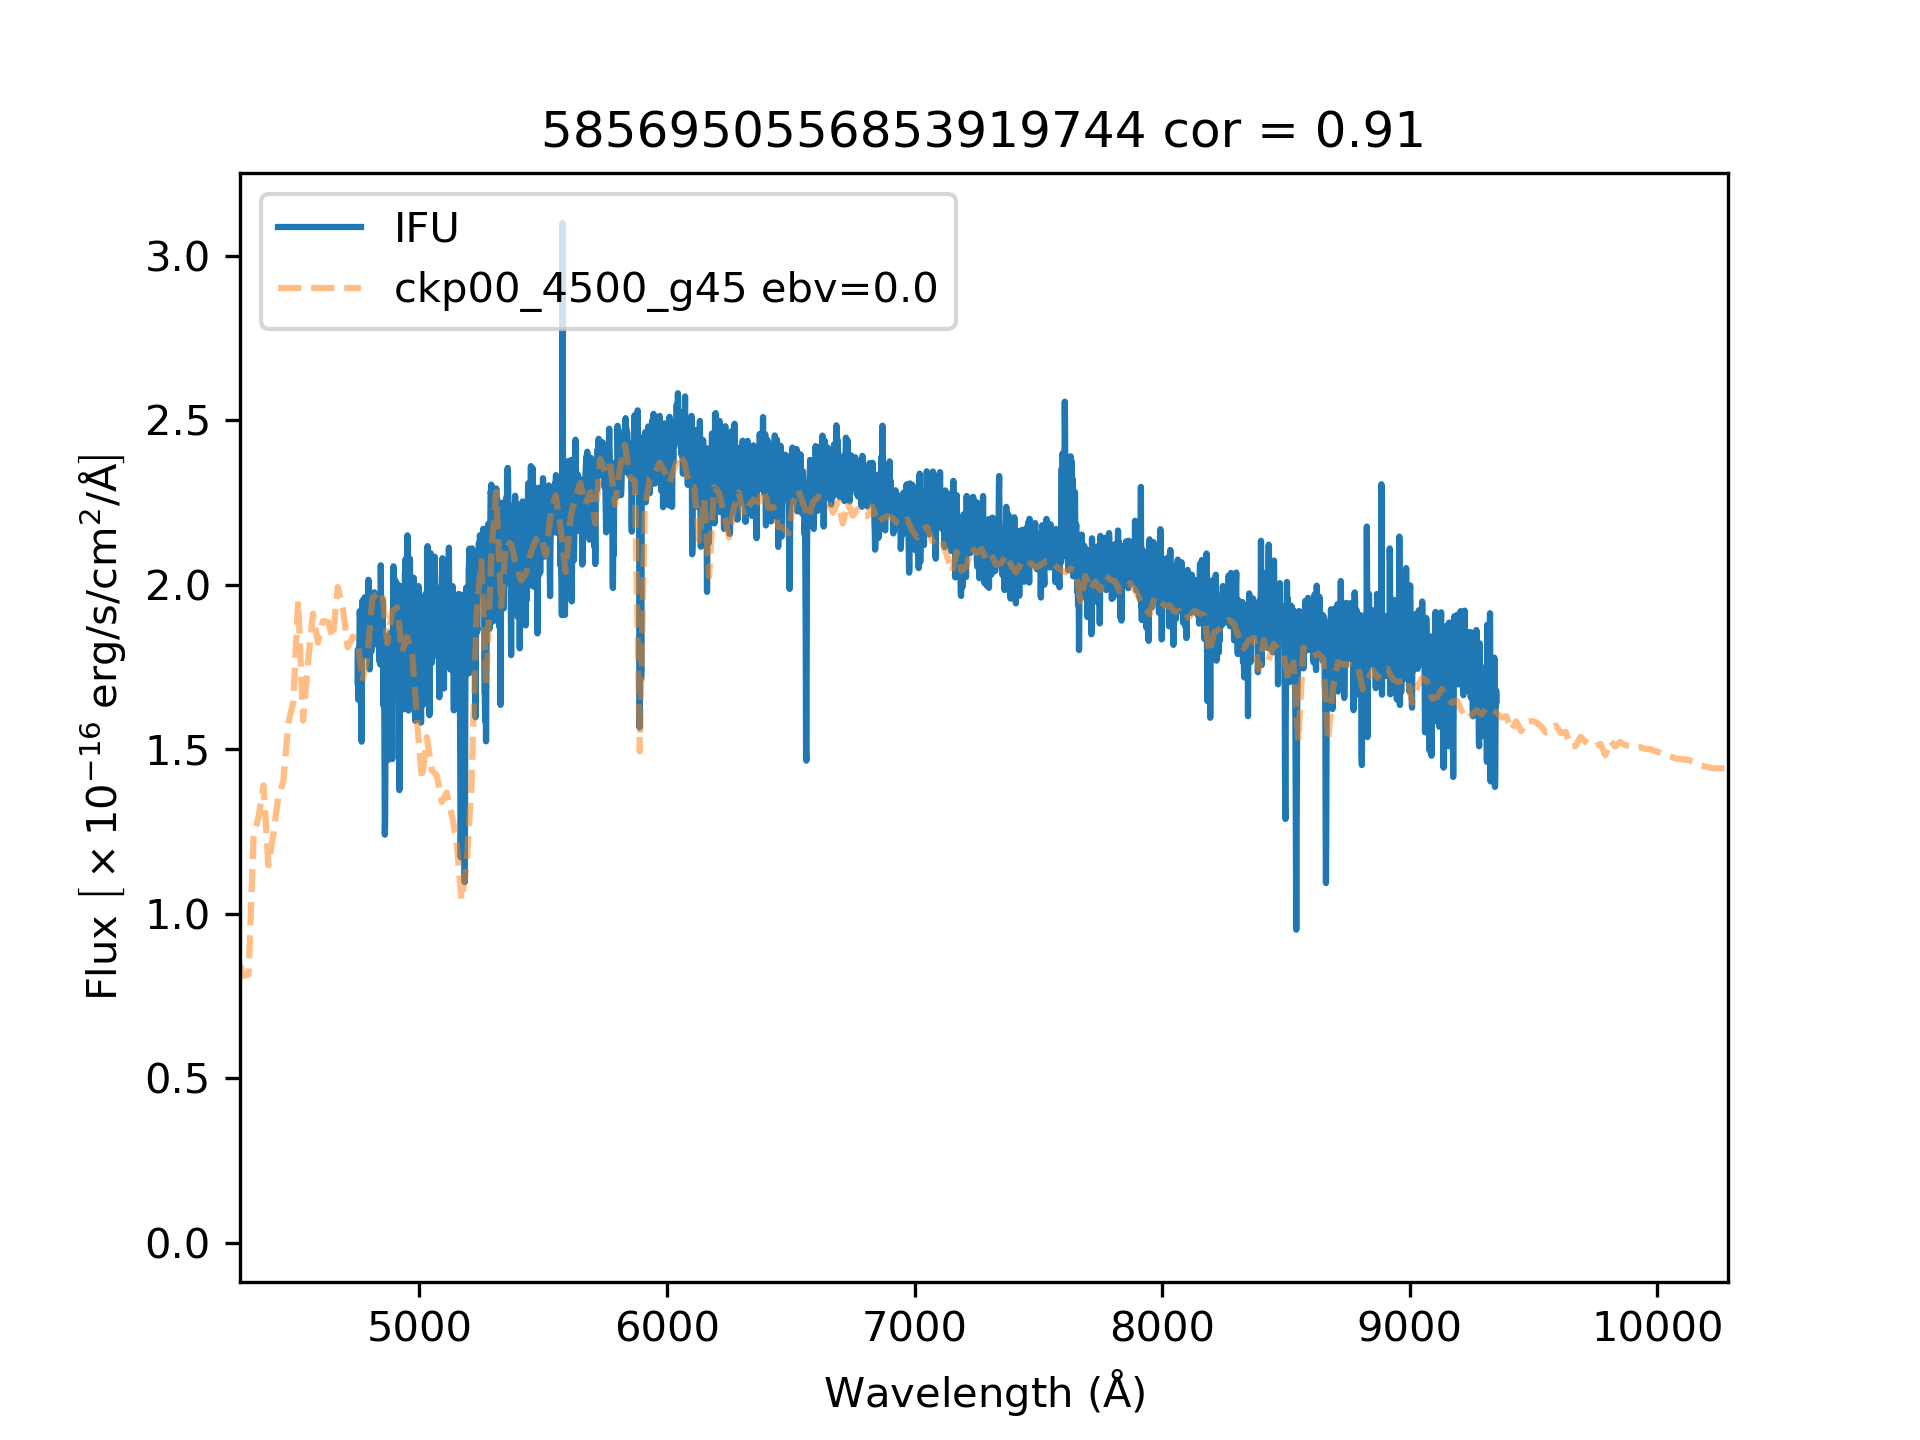 5856950556853919744 cor = 0.91
IFU
ckp00_4500_g45 ebv=0.0
Flux [×10⁻¹⁶ erg/s/cm²/Å]
3.0
2.5
2.0
1.5
1.0
0.5
0.0
5000 6000 7000 8000 9000 10000
Wavelength (Å)